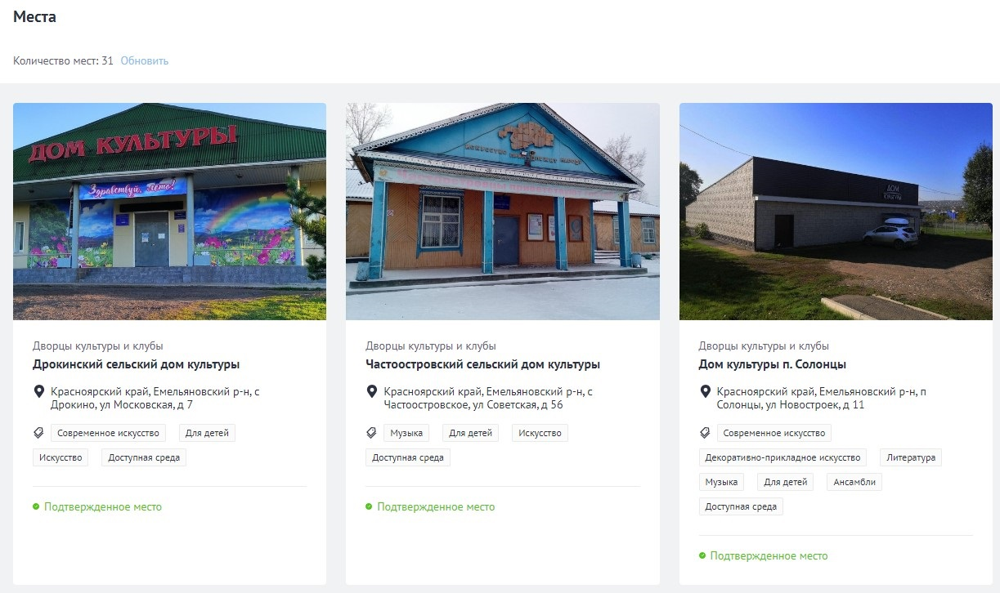 Места
Количество мест: 31 Обновить
ДОМ КУЛЬТУРЫ
Здравствуй, лето!
ИСКУССТВО ПРИНАДЛЕЖИТ НАРОДУ
ДОМ
КУЛЬТУРЫ
Дворцы культуры и клубы
Дрокинский сельский дом культуры
Красноярский край, Емельяновский р-н, с
Дрокино, ул Московская, д 7
Современное искусство Для детей
Искусство Доступная среда
Подтвержденное место
Дворцы культуры и клубы
Частоостровский сельский дом культуры
Красноярский край, Емельяновский р-н, с
Частоостровское, ул Советская, д 56
Музыка Для детей Искусство
Доступная среда
Подтвержденное место
Дворцы культуры и клубы
Дом культуры п. Солонцы
Красноярский край, Емельяновский р-н, п
Солонцы, ул Новостроек, д 11
Современное искусство
Декоративно-прикладное искусство Литература
Музыка Для детей Ансамбли
Доступная среда
Подтвержденное место